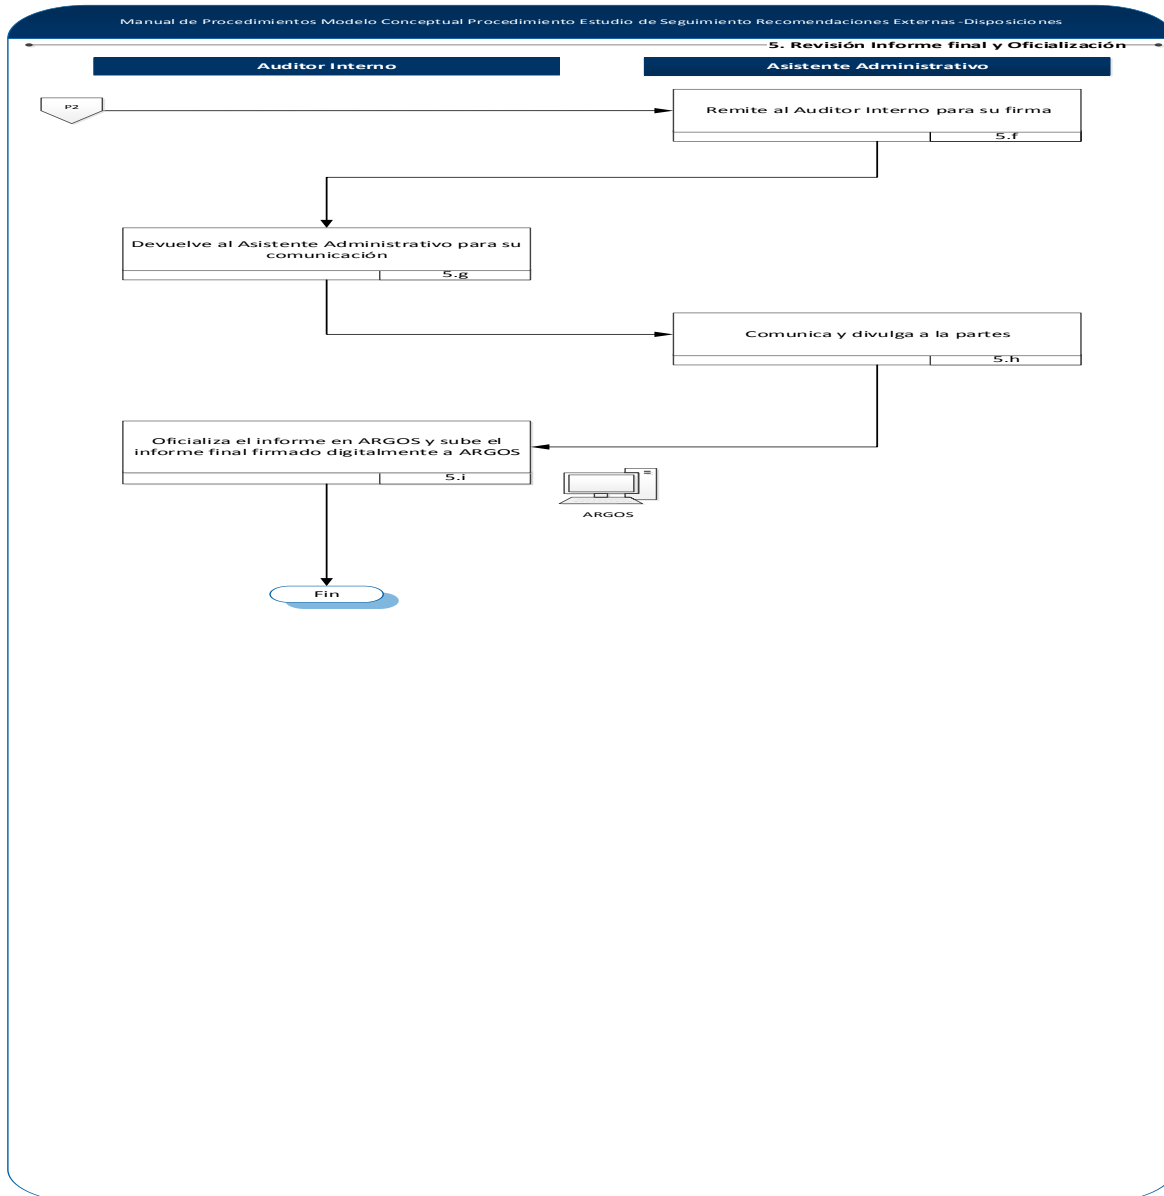 Manual de Procedimientos Modelo Conceptual Procedimiento Estudio de Seguimiento Recomendaciones Externas -Disposiciones
5. Revisión Informe final y Oficialización
Auditor Interno
Asistente Administrativo
P2
Remite al Auditor Interno para su firma
5.f
Devuelve al Asistente Administrativo para su
comunicación
5.g
Comunica y divulga a la partes
5.h
Oficializa el informe en ARGOS y sube el
informe final firmado digitalmente a ARGOS
5.i
ARGOS
Fin